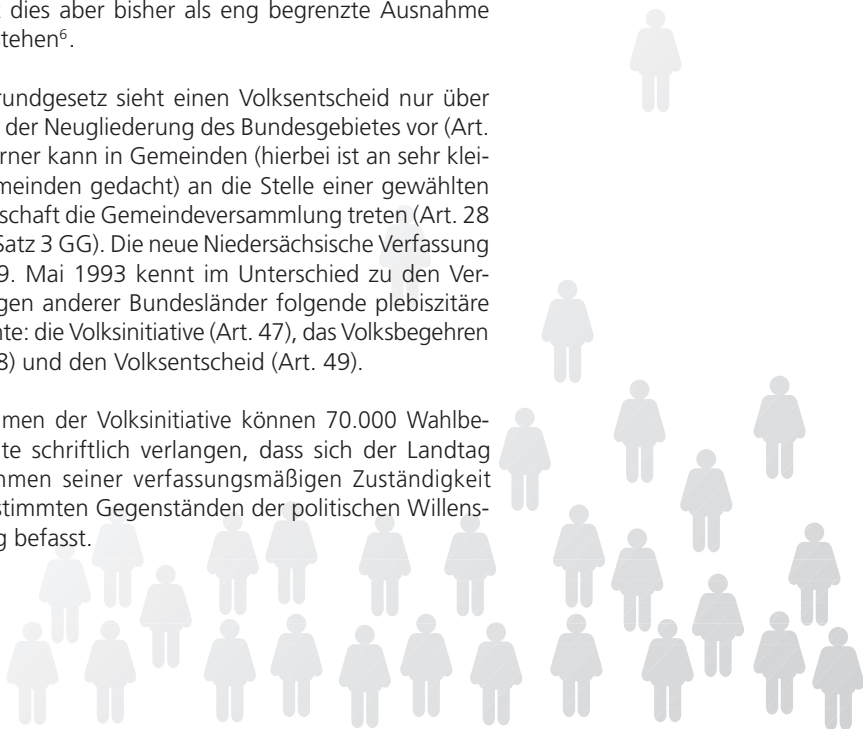 dies aber bisher als eng begrenzte Ausnahme
tehen⁶.
rundgesetz sieht einen Volksentscheid nur über
der Neugliederung des Bundesgebietes vor (Art.
rner kann in Gemeinden (hierbei ist an sehr klei-
meinden gedacht) an die Stelle einer gewählten
schaft die Gemeindeversammlung treten (Art. 28
Satz 3 GG). Die neue Niedersächsische Verfassung
9. Mai 1993 kennt im Unterschied zu den Ver-
gen anderer Bundesländer folgende plebiszitäre
nte: die Volksinitiative (Art. 47), das Volksbegehren
8) und den Volksentscheid (Art. 49).
men der Volksinitiative können 70.000 Wahlbe-
te schriftlich verlangen, dass sich der Landtag
hmen seiner verfassungsmäßigen Zuständigkeit
stimmten Gegenständen der politischen Willens-
g befasst.